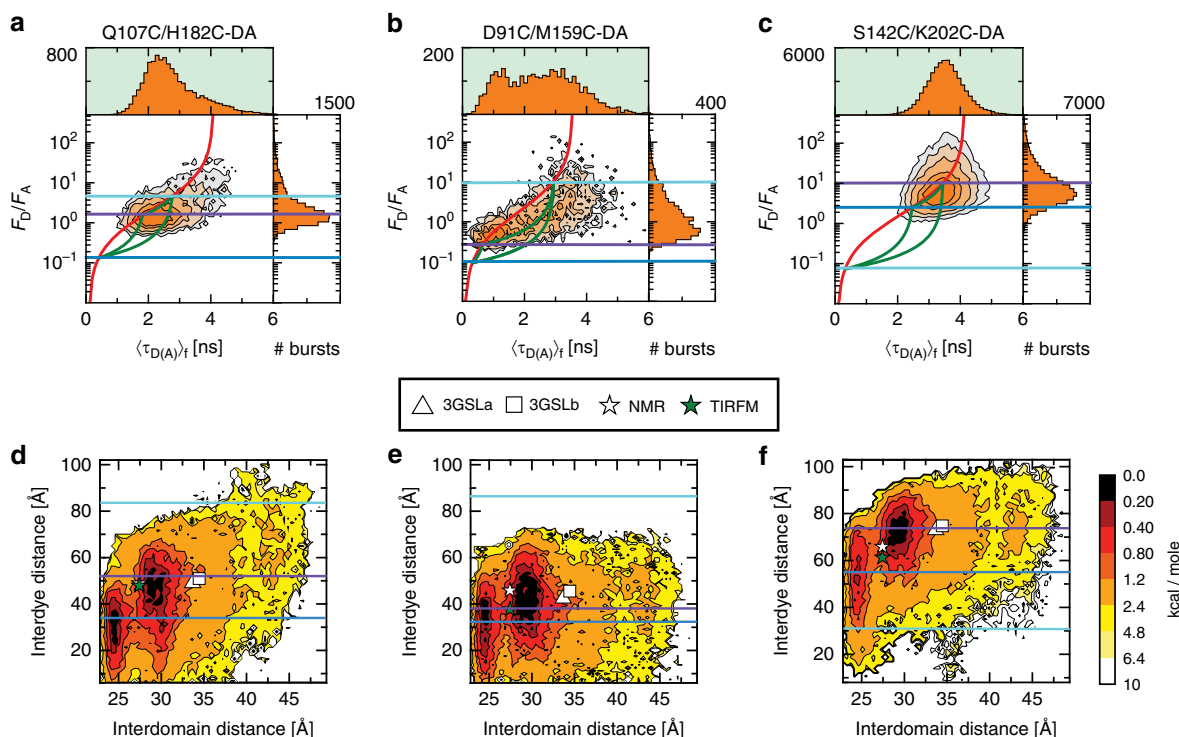 a
Q107C/H182C-DA
800
1500
10²
10¹
10⁰
10⁻¹
F_D/F_A
0 2 4 6
⟨τ_D(A)⟩_f [ns]
# bursts
b
D91C/M159C-DA
200
400
10²
10¹
10⁰
10⁻¹
F_D/F_A
0 2 4 6
⟨τ_D(A)⟩_f [ns]
# bursts
c
S142C/K202C-DA
6000
7000
10²
10¹
10⁰
10⁻¹
F_D/F_A
0 2 4 6
⟨τ_D(A)⟩_f [ns]
# bursts
3GSLa 3GSLb NMR TIRFM
d
100
80
60
40
20
Interdye distance [Å]
25 30 35 40 45
Interdomain distance [Å]
e
100
80
60
40
20
Interdye distance [Å]
25 30 35 40 45
Interdomain distance [Å]
f
100
80
60
40
20
Interdye distance [Å]
25 30 35 40 45
Interdomain distance [Å]
0.0
0.20
0.40
0.80
1.2
2.4
4.8
6.4
10
kcal / mole